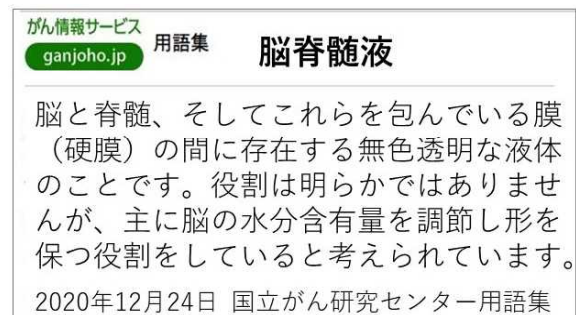 がん情報サービス
ganjoho.jp
用語集
脳脊髄液
脳と脊髄、そしてこれらを包んでいる膜
（硬膜）の間に存在する無色透明な液体
のことです。役割は明らかではありませ
んが、主に脳の水分含有量を調節し形を
保つ役割をしていると考えられています。
2020年12月24日 国立がん研究センター用語集